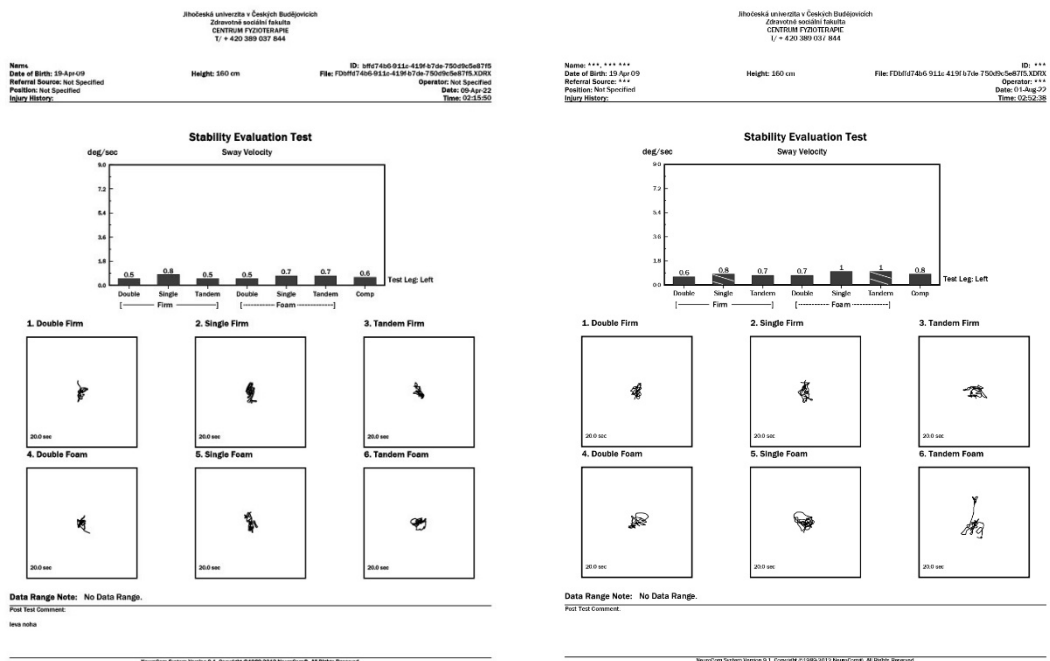 Jihočeská univerzita v Českých Budějovicích
Zdravotně sociální fakulta
CENTRUM FYZIOTERAPIE
T/ + 420 389 037 844
Name: ID: bffd74b6-911c-419f-b7de-750d9c5e87f5
Date of Birth: 19-Apr-09 Height: 160 cm File: FDbffd74b6-911c-419f-b7de-750d9c5e87f5.XDRX
Referral Source: Not Specified Operator: Not Specified
Position: Not Specified Date: 09-Apr-22
Injury History: Time: 02:15:50
Stability Evaluation Test
deg/sec Sway Velocity
9.0
7.2
5.4
3.6
1.8
0.5 0.8 0.5 0.5 0.7 0.7 0.6
0.0 Test Leg: Left
Double Single Tandem Double Single Tandem Comp
[---------- Firm ----------] [---------- Foam ----------]
1. Double Firm 2. Single Firm 3. Tandem Firm
20.0 sec 20.0 sec 20.0 sec
4. Double Foam 5. Single Foam 6. Tandem Foam
20.0 sec 20.0 sec 20.0 sec
Data Range Note: No Data Range.
Post Test Comment:
leva noha
Jihočeská univerzita v Českých Budějovicích
Zdravotně sociální fakulta
CENTRUM FYZIOTERAPIE
T/ + 420 389 037 844
Name: ***, *** *** ID: ***
Date of Birth: 19 Apr 09 Height: 160 cm File: FDbffd74b6 911c 419f b7de 750d9c5e87f5.XDRX
Referral Source: *** Operator: ***
Position: Not Specified Date: 01-Aug-22
Injury History: Time: 02:52:38
Stability Evaluation Test
deg/sec Sway Velocity
9.0
7.2
5.4
3.6
1.8
0.6 0.8 0.7 0.7 1 1 0.8
0.0 Test Leg: Left
Double Single Tandem Double Single Tandem Comp
[---------- Firm ----------] [---------- Foam ----------]
1. Double Firm 2. Single Firm 3. Tandem Firm
20.0 sec 20.0 sec 20.0 sec
4. Double Foam 5. Single Foam 6. Tandem Foam
20.0 sec 20.0 sec 20.0 sec
Data Range Note: No Data Range.
Post Test Comment:
NeuroCom System Version 9.1, Copyright ©1989-2012 NeuroCom®. All Rights Reserved.